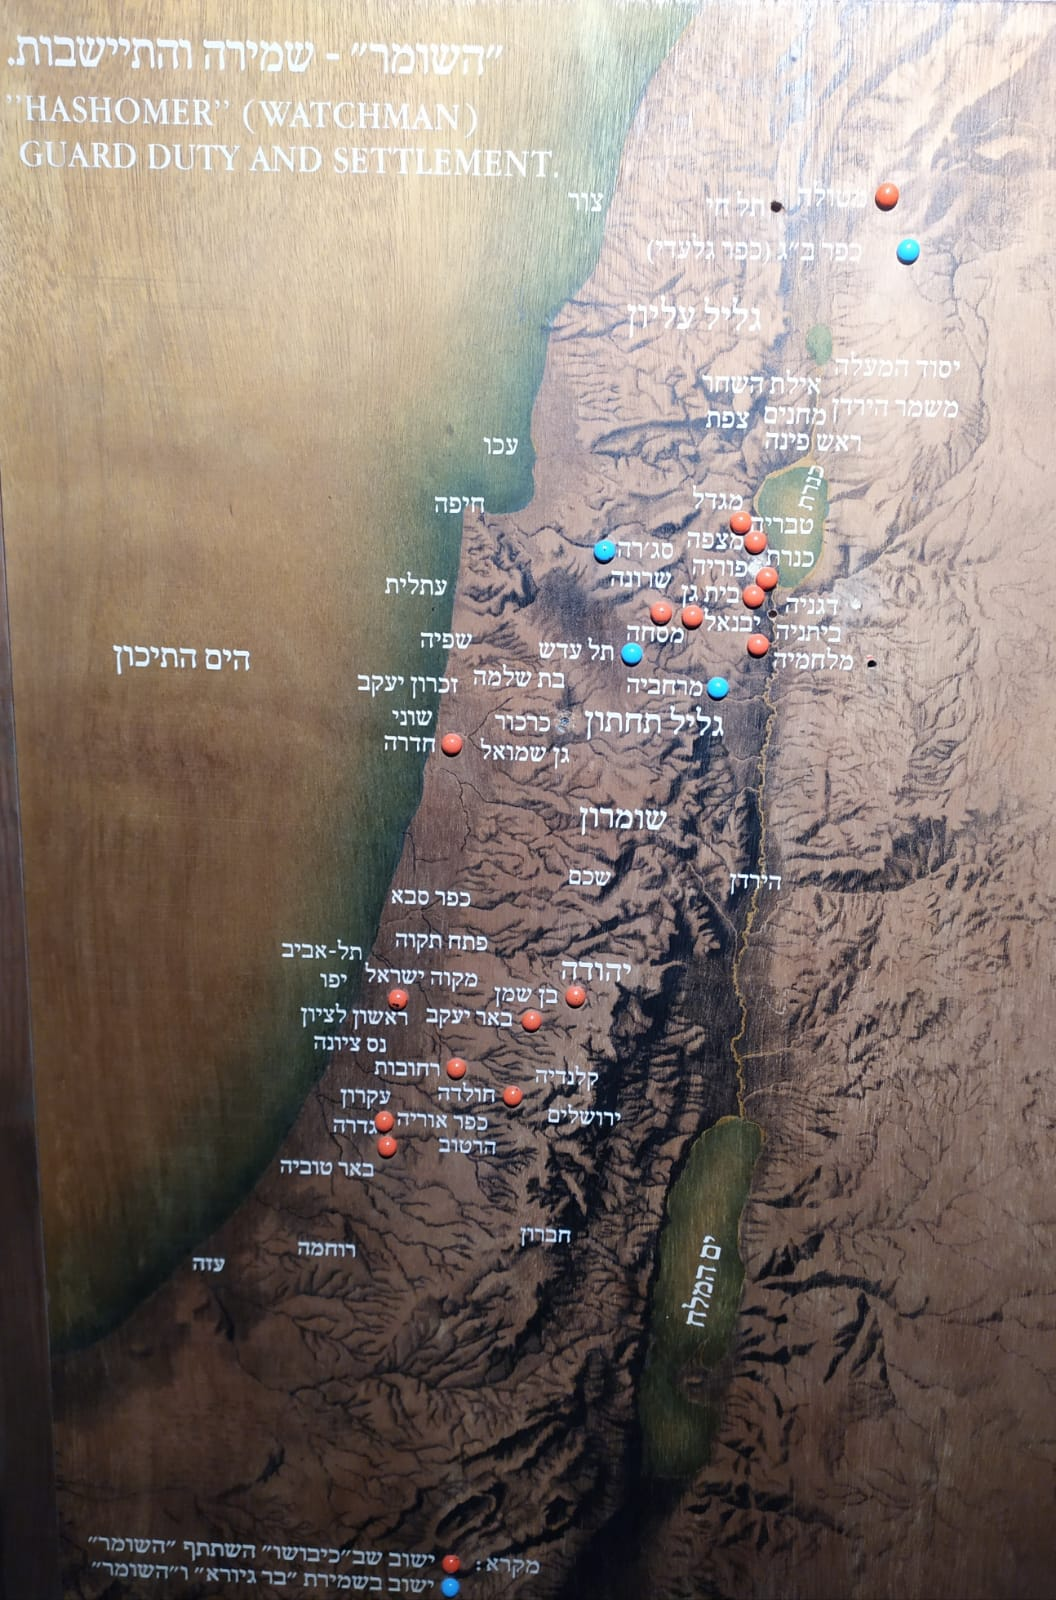 "השומר" - שמירה והתיישבות.
"HASHOMER" (WATCHMAN)
GUARD DUTY AND SETTLEMENT.
צור
תל חי
מטולה
כפר ב"ג (כפר גלעדי)
גליל עליון
יסוד המעלה
אילת השחר
משמר הירדן
מחנים
צפת
ראש פינה
עכו
כנרת
חיפה
מגדל
טבריה
מצפה
סג'רה
כנרת
פוריה
שרונה
בית גן
עתלית
דגניה
יבנאל
ביתניה
מסחה
שפיה
תל עדש
מלחמיה
הים התיכון
בת שלמה
זכרון יעקב
מרחביה
שוני
כרכור
גליל תחתון
חדרה
גן שמואל
שומרון
שכם
הירדן
כפר סבא
פתח תקוה
תל-אביב
יהודה
מקוה ישראל
יפו
בן שמן
ראשון לציון
באר יעקב
נס ציונה
רחובות
קלנדיה
עקרון
חולדה
ירושלים
כפר אוריה
גדרה
הרטוב
באר טוביה
חברון
רוחמה
עזה
ים המלח
מקרא: ישוב שב"כיבושו" השתתף "השומר"
ישוב בשמירת "בר גיורא" ו"השומר"